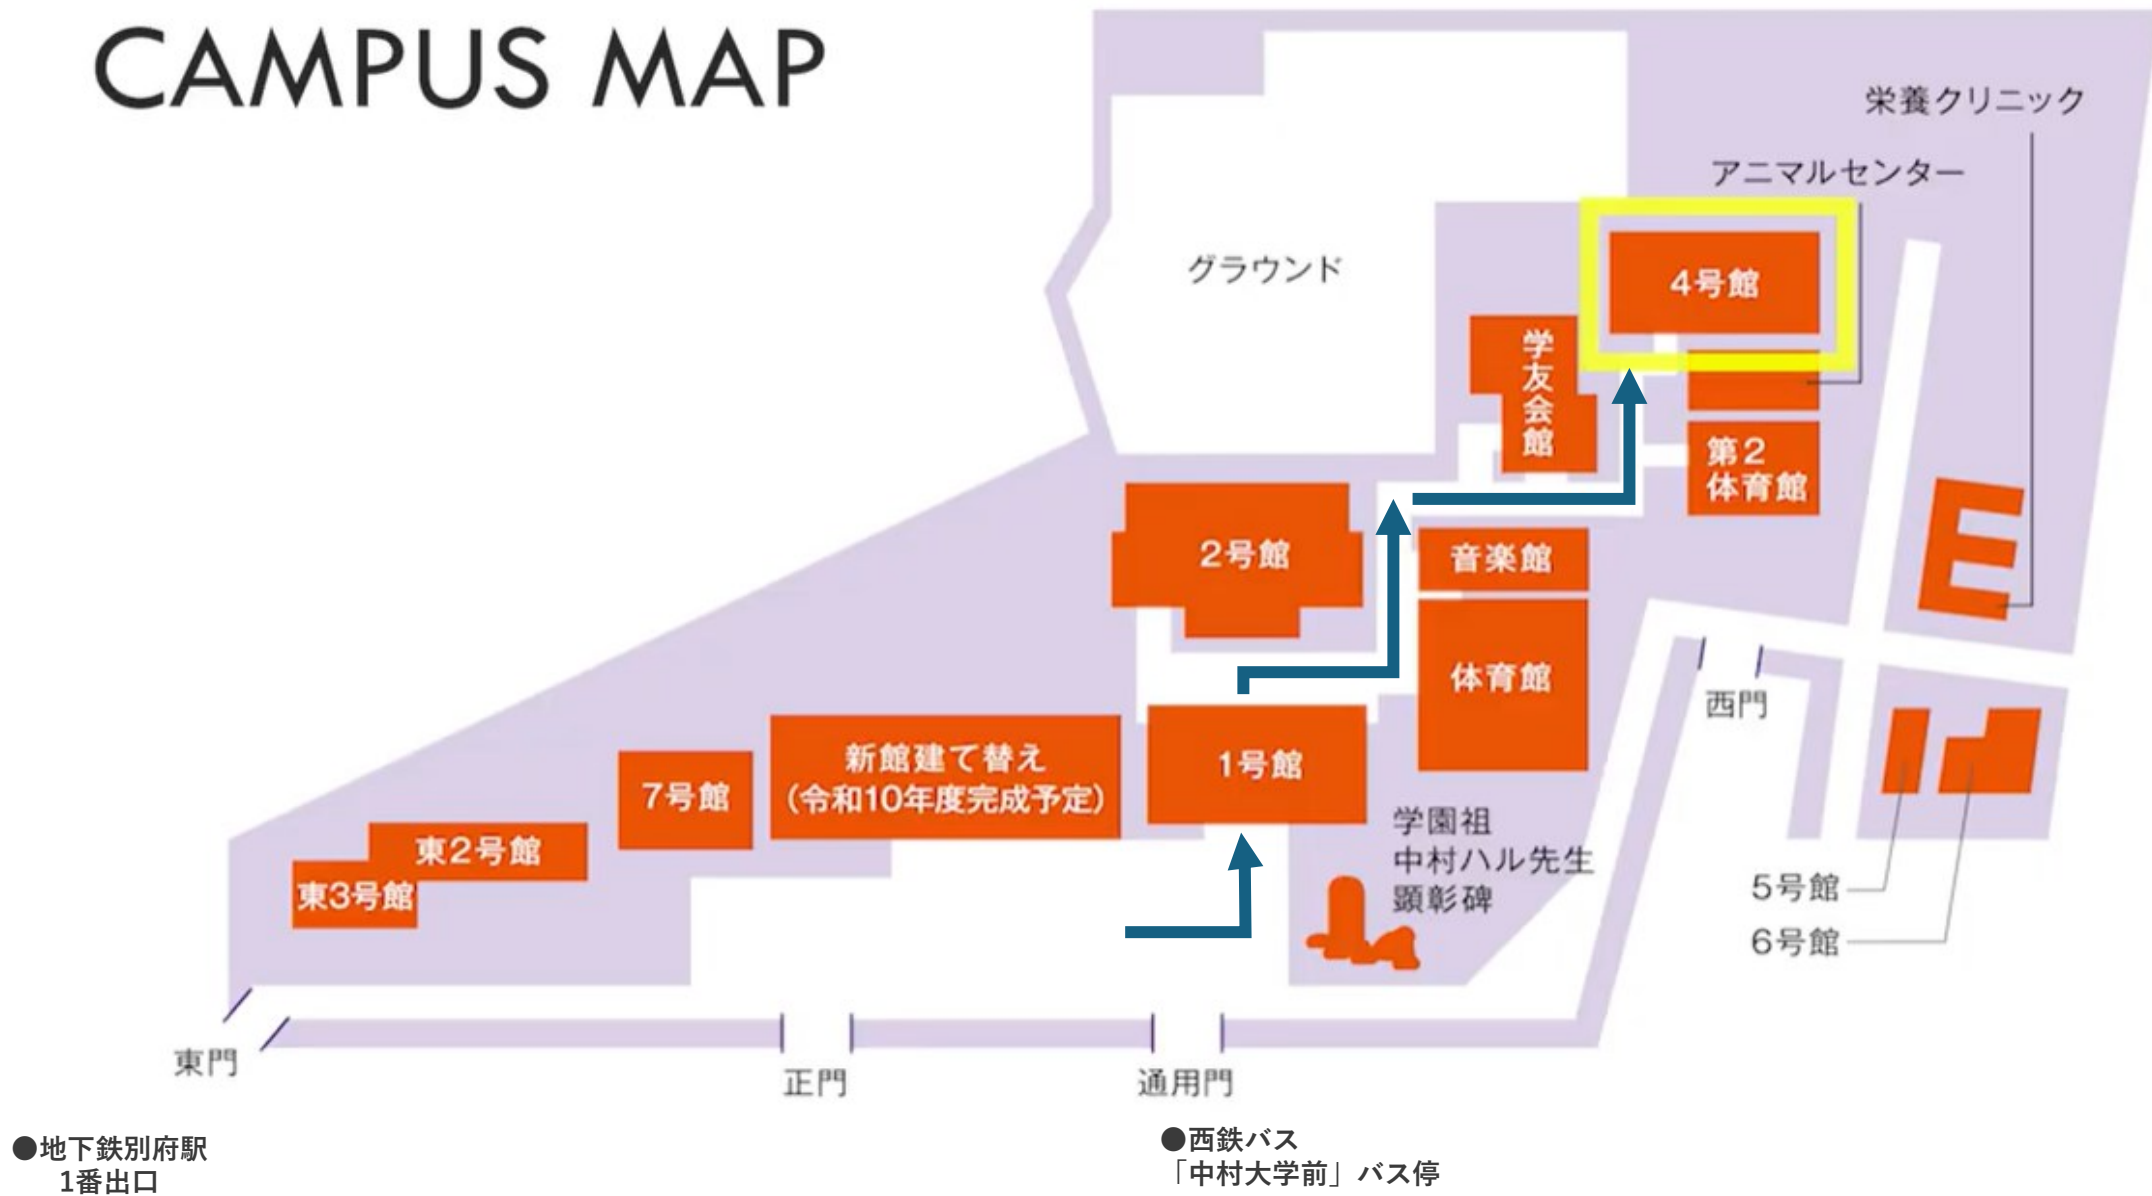 CAMPUS MAP
栄養クリニック
アニマルセンター
グラウンド
4号館
学友会館
第2
体育館
2号館
音楽館
体育館
西門
新館建て替え
(令和10年度完成予定)
1号館
7号館
学園祖
中村ハル先生
顕彰碑
東2号館
東3号館
5号館
6号館
東門
正門
通用門
●地下鉄別府駅
1番出口
●西鉄バス
「中村大学前」バス停